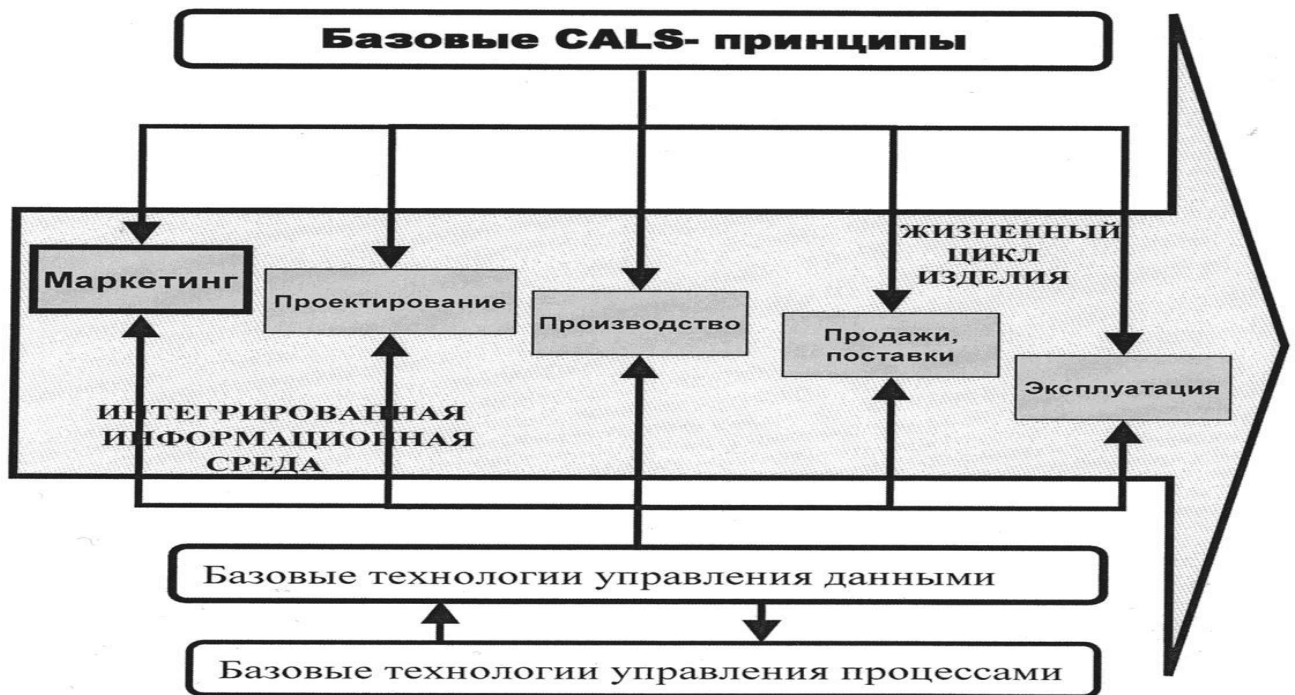 Базовые CALS- принципы
ЖИЗНЕННЫЙ
ЦИКЛ
ИЗДЕЛИЯ
Маркетинг
Проектирование
Производство
Продажи,
поставки
Эксплуатация
ИНТЕГРИРОВАННАЯ
ИНФОРМАЦИОННАЯ
СРЕДА
Базовые технологии управления данными
Базовые технологии управления процессами